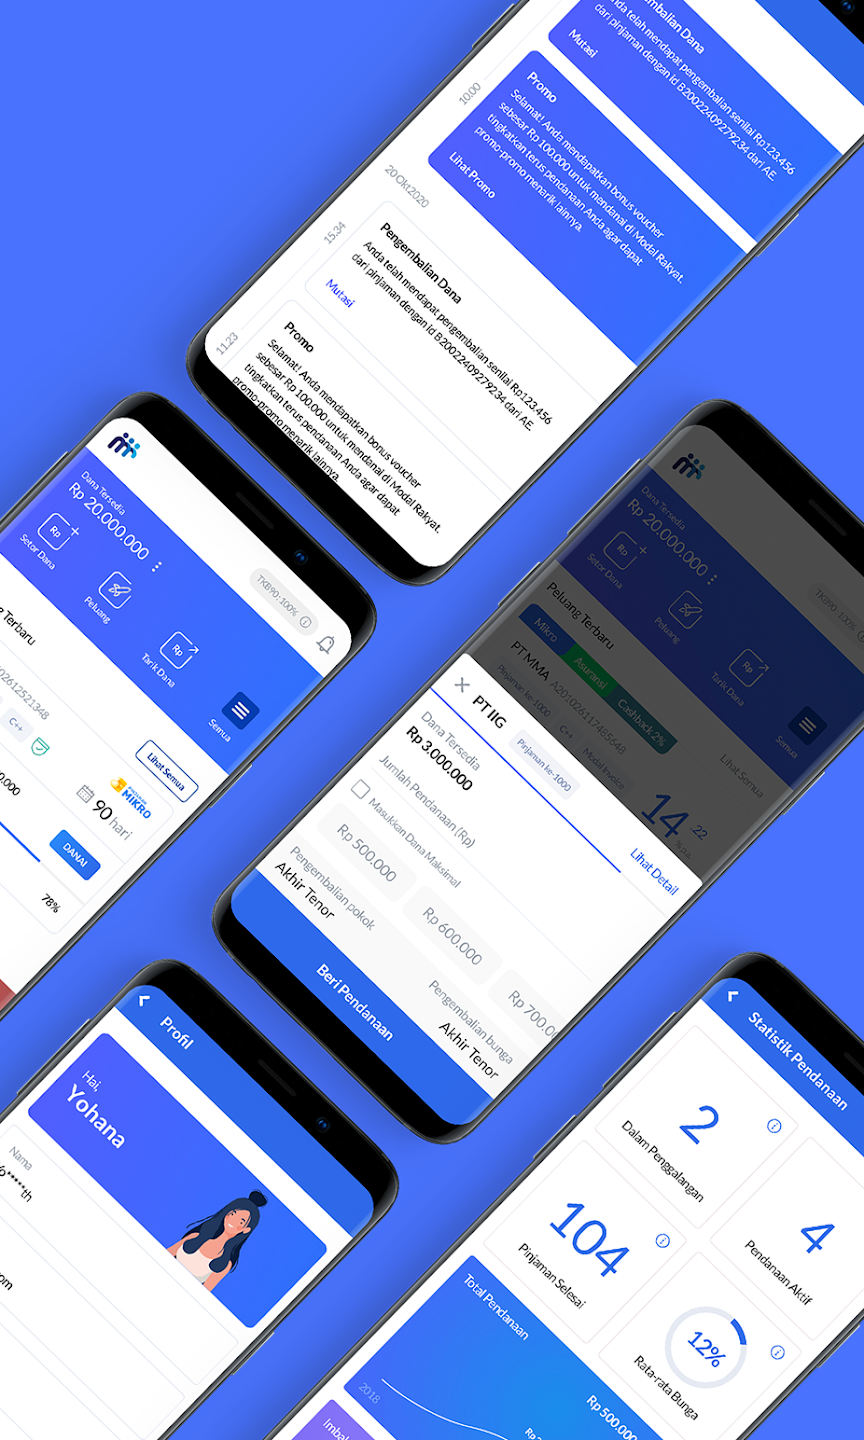 mbalian Dana
Anda telah mendapat pengembalian senilai Rp123.456
dari pinjaman dengan id B20022409279234 dari AE.
Mutasi
10.00
Promo
Selamat! Anda mendapatkan bonus voucher
sebesar Rp 100.000 untuk mendanai di Modal Rakyat.
tingkatkan terus pendanaan Anda agar dapat
promo-promo menarik lainnya.
Lihat Promo
20 Okt 2020
15.34
Pengembalian Dana
Anda telah mendapat pengembalian senilai Rp123.456
dari pinjaman dengan id B20022409279234 dari AE.
Mutasi
11.23
Promo
Selamat! Anda mendapatkan bonus voucher
sebesar Rp 100.000 untuk mendanai di Modal Rakyat.
tingkatkan terus pendanaan Anda agar dapat
promo-promo menarik lainnya.
Dana Tersedia
Rp 20.000.000
Rp
Setor Dana
Peluang
Rp
Tarik Dana
Semua
TKB90 : 100%
g Terbaru
Lihat Semua
02612521348
C++
MIKRO
0.000
90 hari
DANAI
78%
Dana Tersedia
Rp 20.000.000
Rp
Setor Dana
Peluang
Rp
Tarik Dana
Semua
TKB90 : 100%
Peluang Terbaru
Lihat Semua
Mikro
Asuransi
Cashback 2%
PT MMA A201026117485648
Pinjaman ke-1000
C++
Modal Invoice
14
22
% p.a.
PT IIG
Pinjaman ke-1000
Lihat Detail
Dana Tersedia
Rp 3.000.000
Jumlah Pendanaan (Rp)
Masukkan Dana Maksimal
Rp 500.000
Rp 600.000
Rp 700.00
Pengembalian pokok
Akhir Tenor
Pengembalian bunga
Akhir Tenor
Beri Pendanaan
Profil
Hai,
Yohana
Nama
Yo*****th
om
Statistik Pendanaan
2
Dalam Penggalangan
4
Pendanaan Aktif
104
Pinjaman Selesai
12%
Rata-rata Bunga
Total Pendanaan
2018
Rp 500.000
Imbal